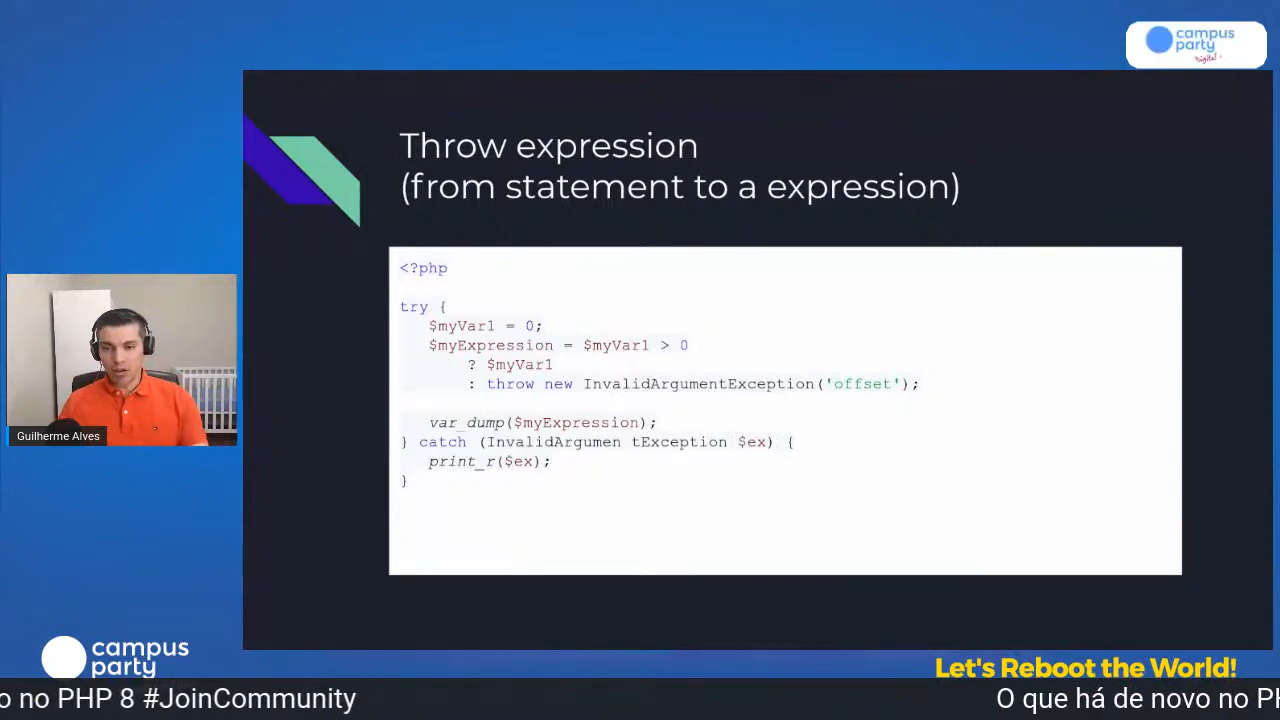 campus
party
Digital
Throw expression
(from statement to a expression)
<?php
try {
$myVar1 = 0;
$myExpression = $myVar1 > 0
? $myVar1
: throw new InvalidArgumentException('offset');
var_dump($myExpression);
} catch (InvalidArgumen tException $ex) {
print_r($ex);
}
Guilherme Alves
campus
party
Let's Reboot the World!
o no PHP 8 #JoinCommunity
O que há de novo no PH